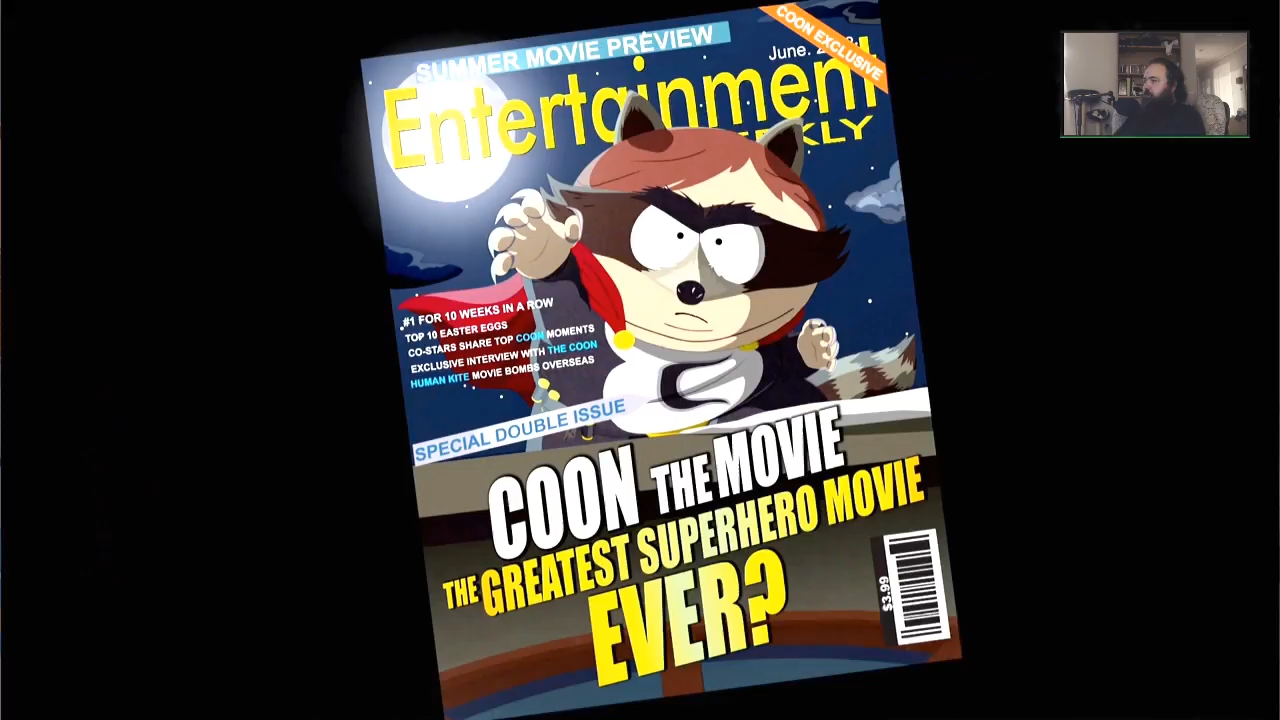 SUMMER MOVIE PREVIEW
COON EXCLUSIVE
June.
Entertainment
WEEKLY
#1 FOR 10 WEEKS IN A ROW
TOP 10 EASTER EGGS
CO-STARS SHARE TOP COON MOMENTS
EXCLUSIVE INTERVIEW WITH THE COON
HUMAN KITE MOVIE BOMBS OVERSEAS
SPECIAL DOUBLE ISSUE
COON THE MOVIE
THE GREATEST SUPERHERO MOVIE
EVER?
$3.99